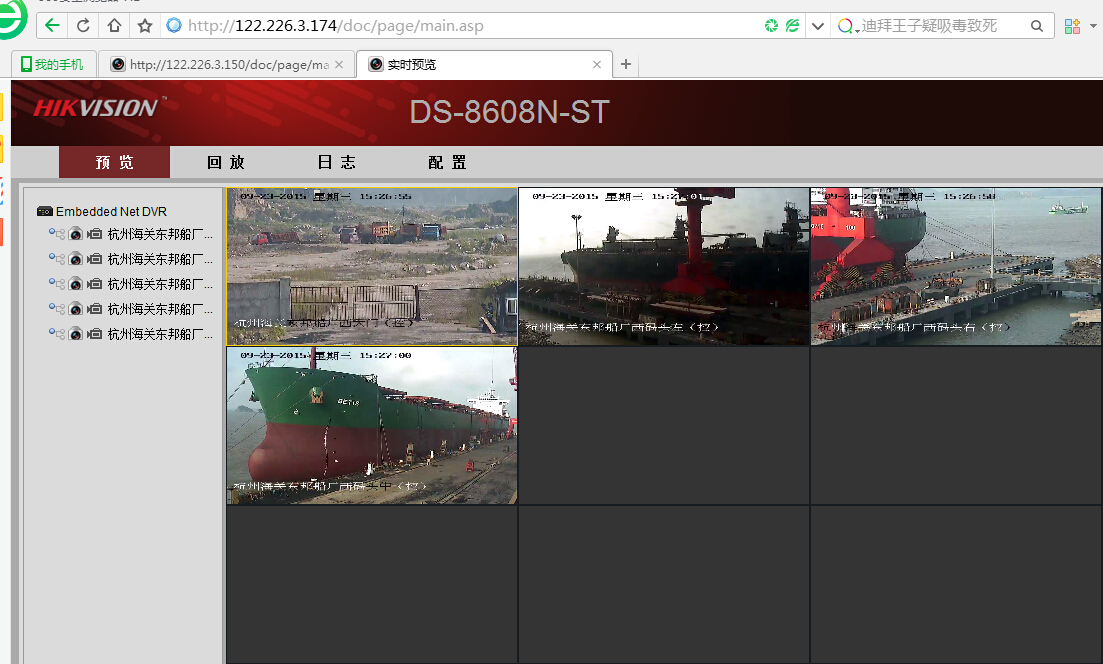 http://122.226.3.174/doc/page/main.asp
迪拜王子疑吸毒致死
我的手机
http://122.226.3.150/doc/page/ma
实时预览
HIKVISION™
DS-8608N-ST
预览 回放 日志 配置
Embedded Net DVR
杭州海关东邦船厂...
杭州海关东邦船厂...
杭州海关东邦船厂...
杭州海关东邦船厂...
杭州海关东邦船厂...
09-23-2015 星期三 15:26:55
杭州海关东邦船厂西大门（控）
09-23-2015 星期三 15:27:01
杭州海关东邦船厂西码头左（控）
09-23-2015 星期三 15:26:58
杭州海关东邦船厂西码头右（控）
09-23-2015 星期三 15:27:00
BETIS
杭州海关东邦船厂西码头中（控）